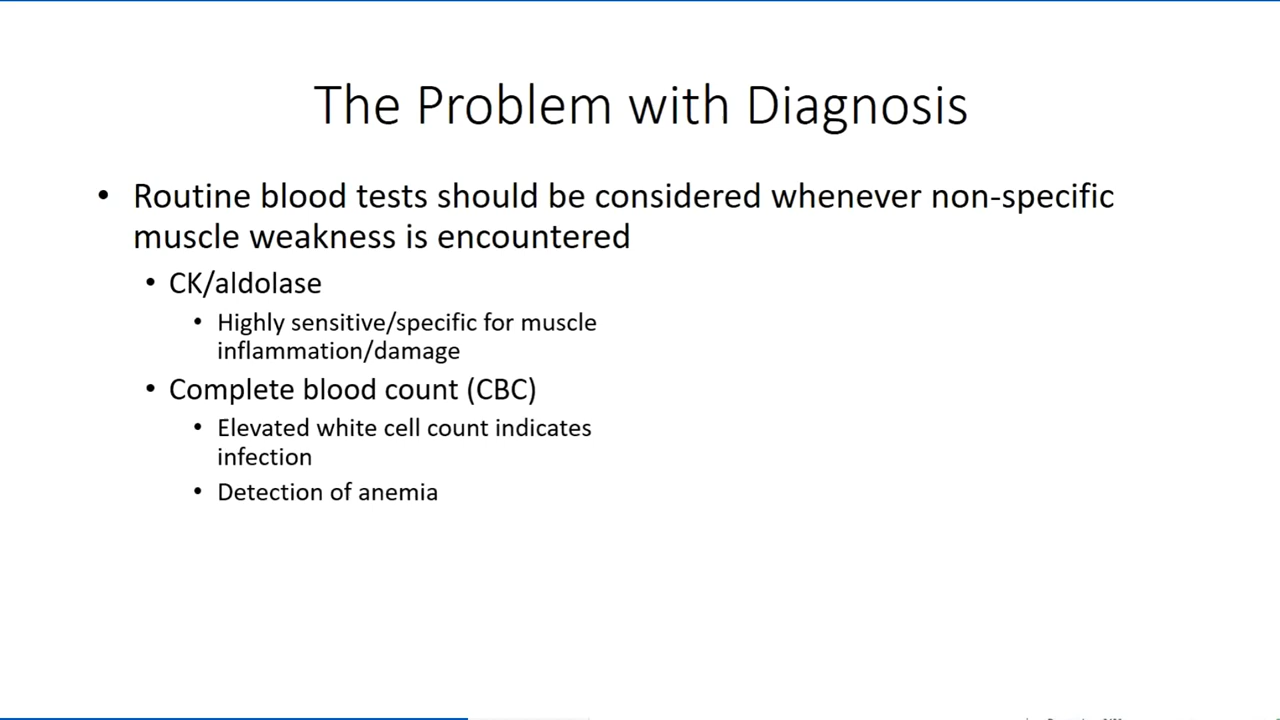 The Problem with Diagnosis
• Routine blood tests should be considered whenever non-specific
muscle weakness is encountered
• CK/aldolase
• Highly sensitive/specific for muscle
inflammation/damage
• Complete blood count (CBC)
• Elevated white cell count indicates
infection
• Detection of anemia